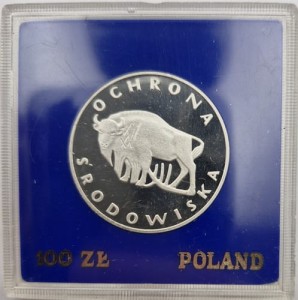 OCHRONA
ŚRODOWISKA
100 ZŁ POLAND